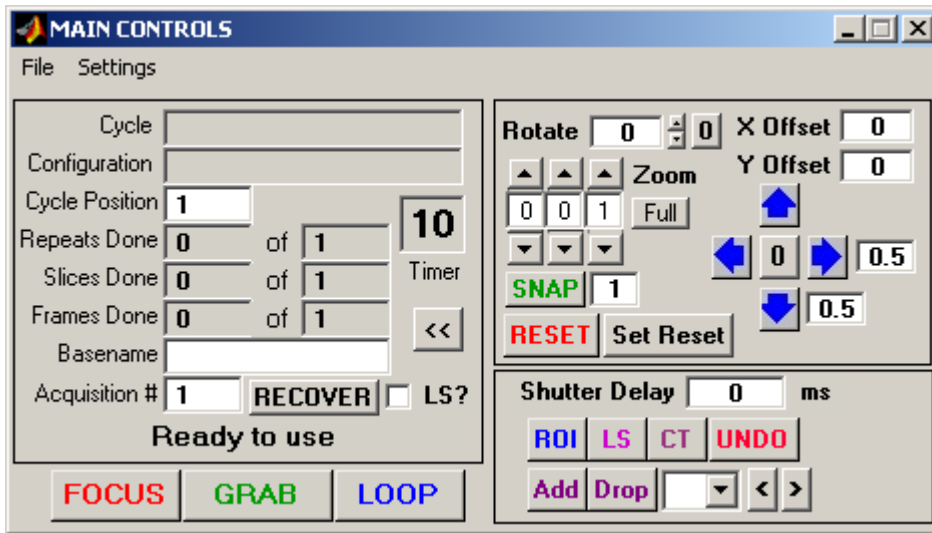 MAIN CONTROLS
File Settings
Cycle
Configuration
Cycle Position 1
Repeats Done 0 of 1
Slices Done 0 of 1
Frames Done 0 of 1
Basename
Acquisition # 1 RECOVER LS?
10
Timer
<<
Ready to use
FOCUS GRAB LOOP
Rotate 0 0 X Offset 0
Y Offset 0
0 0 1 Zoom
Full
0 0.5
0.5
SNAP 1
RESET Set Reset
Shutter Delay 0 ms
ROI LS CT UNDO
Add Drop < >